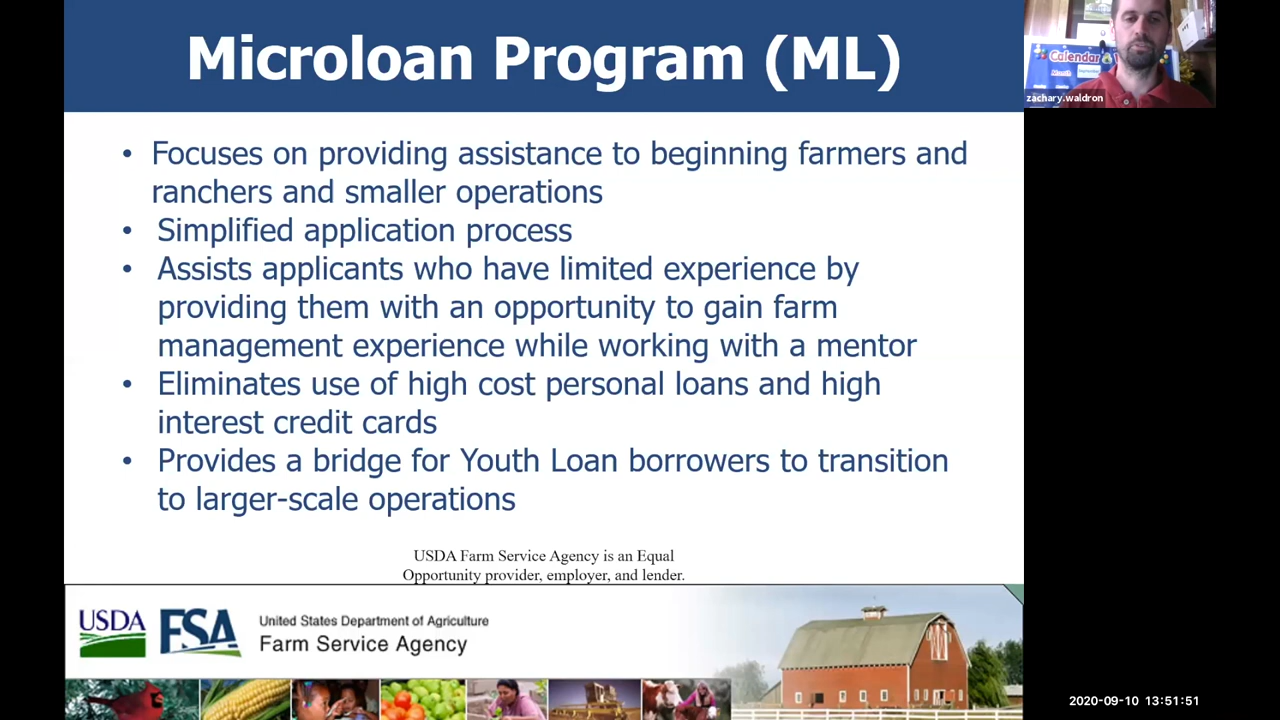 Microloan Program (ML)
• Focuses on providing assistance to beginning farmers and
ranchers and smaller operations
• Simplified application process
• Assists applicants who have limited experience by
providing them with an opportunity to gain farm
management experience while working with a mentor
• Eliminates use of high cost personal loans and high
interest credit cards
• Provides a bridge for Youth Loan borrowers to transition
to larger-scale operations
USDA Farm Service Agency is an Equal
Opportunity provider, employer, and lender.
USDA
FSA
United States Department of Agriculture
Farm Service Agency
Calendar
Month
zachary.waldron
2020-09-10 13:51:51